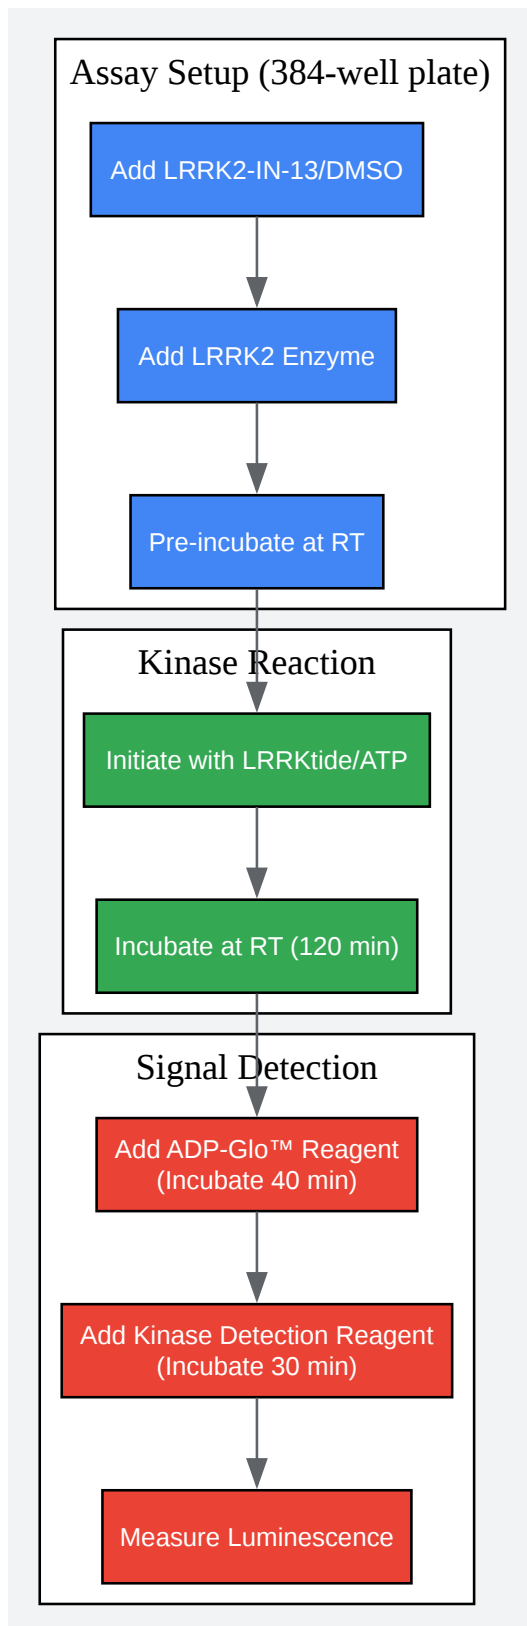 Assay Setup (384-well plate)
Add LRRK2-IN-13/DMSO
Add LRRK2 Enzyme
Pre-incubate at RT
Kinase Reaction
Initiate with LRRKtide/ATP
Incubate at RT (120 min)
Signal Detection
Add ADP-Glo™ Reagent
(Incubate 40 min)
Add Kinase Detection Reagent
(Incubate 30 min)
Measure Luminescence